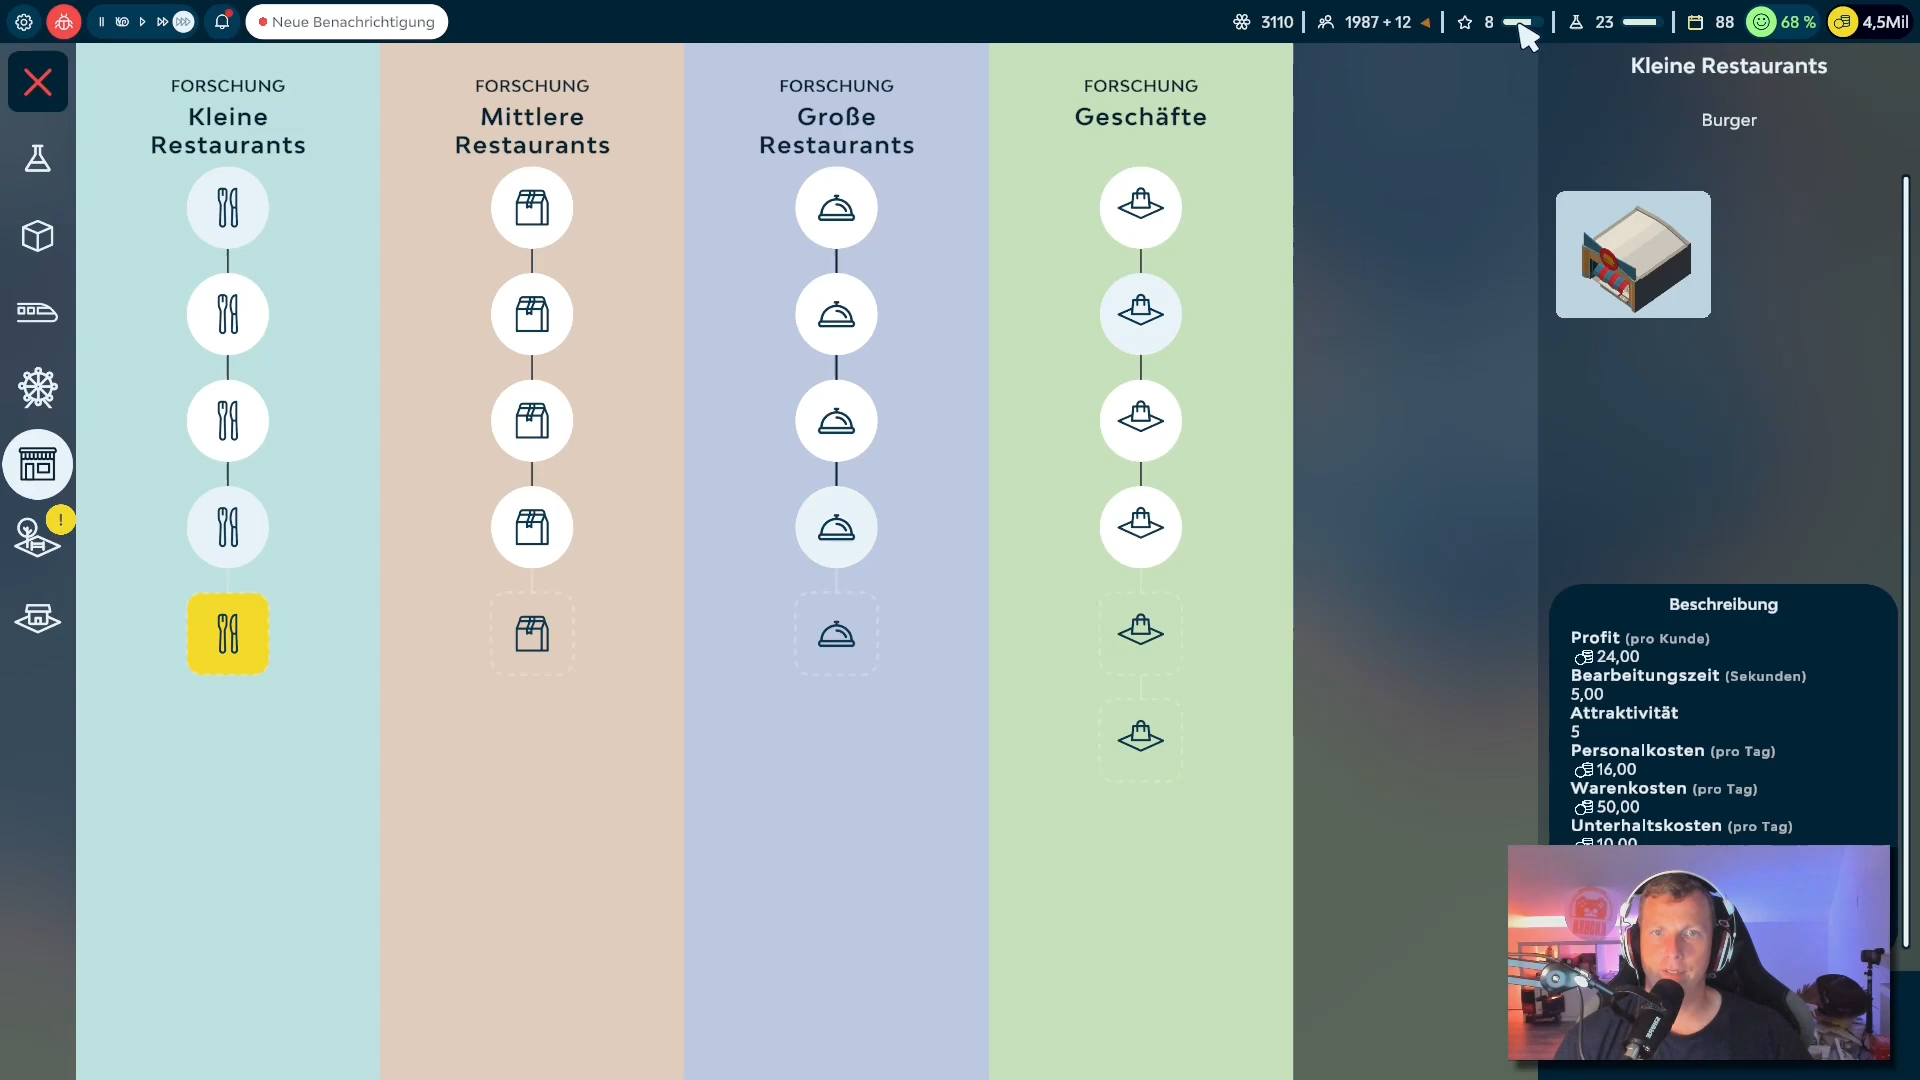 Neue Benachrichtigung
3110
1987 + 12
8
23
88
68 %
4,5Mil
FORSCHUNG
Kleine
Restaurants
FORSCHUNG
Mittlere
Restaurants
FORSCHUNG
Große
Restaurants
FORSCHUNG
Geschäfte
!
Kleine Restaurants
Burger
Beschreibung
Profit (pro Kunde)
24,00
Bearbeitungszeit (Sekunden)
5,00
Attraktivität
5
Personalkosten (pro Tag)
16,00
Warenkosten (pro Tag)
50,00
Unterhaltskosten (pro Tag)
10,00